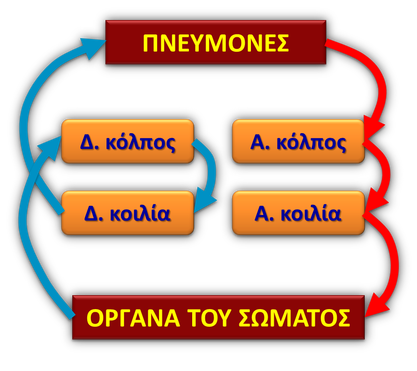 ΠΝΕΥΜΟΝΕΣ
Δ. κόλπος
Α. κόλπος
Δ. κοιλία
Α. κοιλία
ΟΡΓΑΝΑ ΤΟΥ ΣΩΜΑΤΟΣ